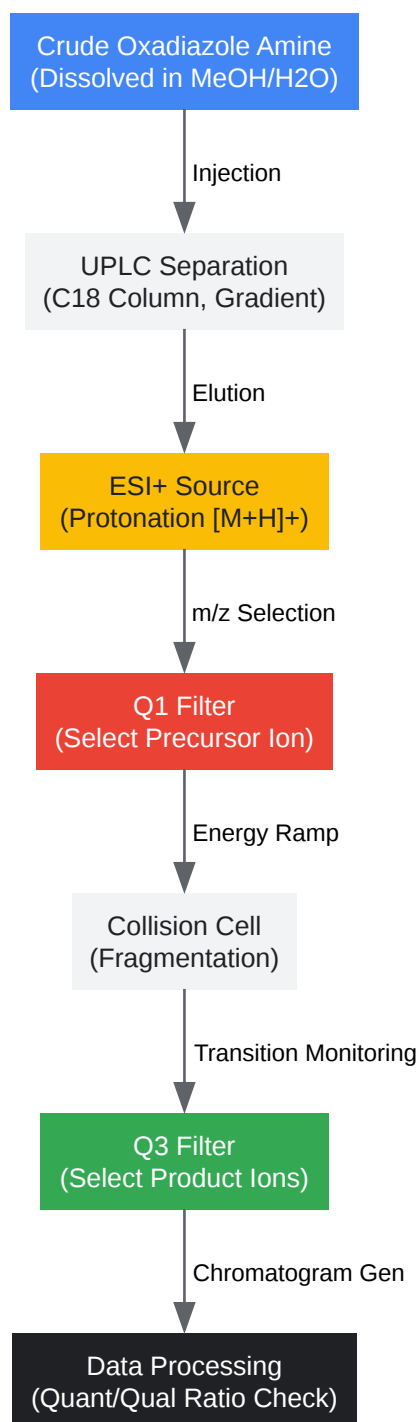 Crude Oxadiazole Amine
(Dissolved in MeOH/H2O)
Injection
UPLC Separation
(C18 Column, Gradient)
Elution
ESI+ Source
(Protonation [M+H]+)
m/z Selection
Q1 Filter
(Select Precursor Ion)
Energy Ramp
Collision Cell
(Fragmentation)
Transition Monitoring
Q3 Filter
(Select Product Ions)
Chromatogram Gen
Data Processing
(Quant/Qual Ratio Check)